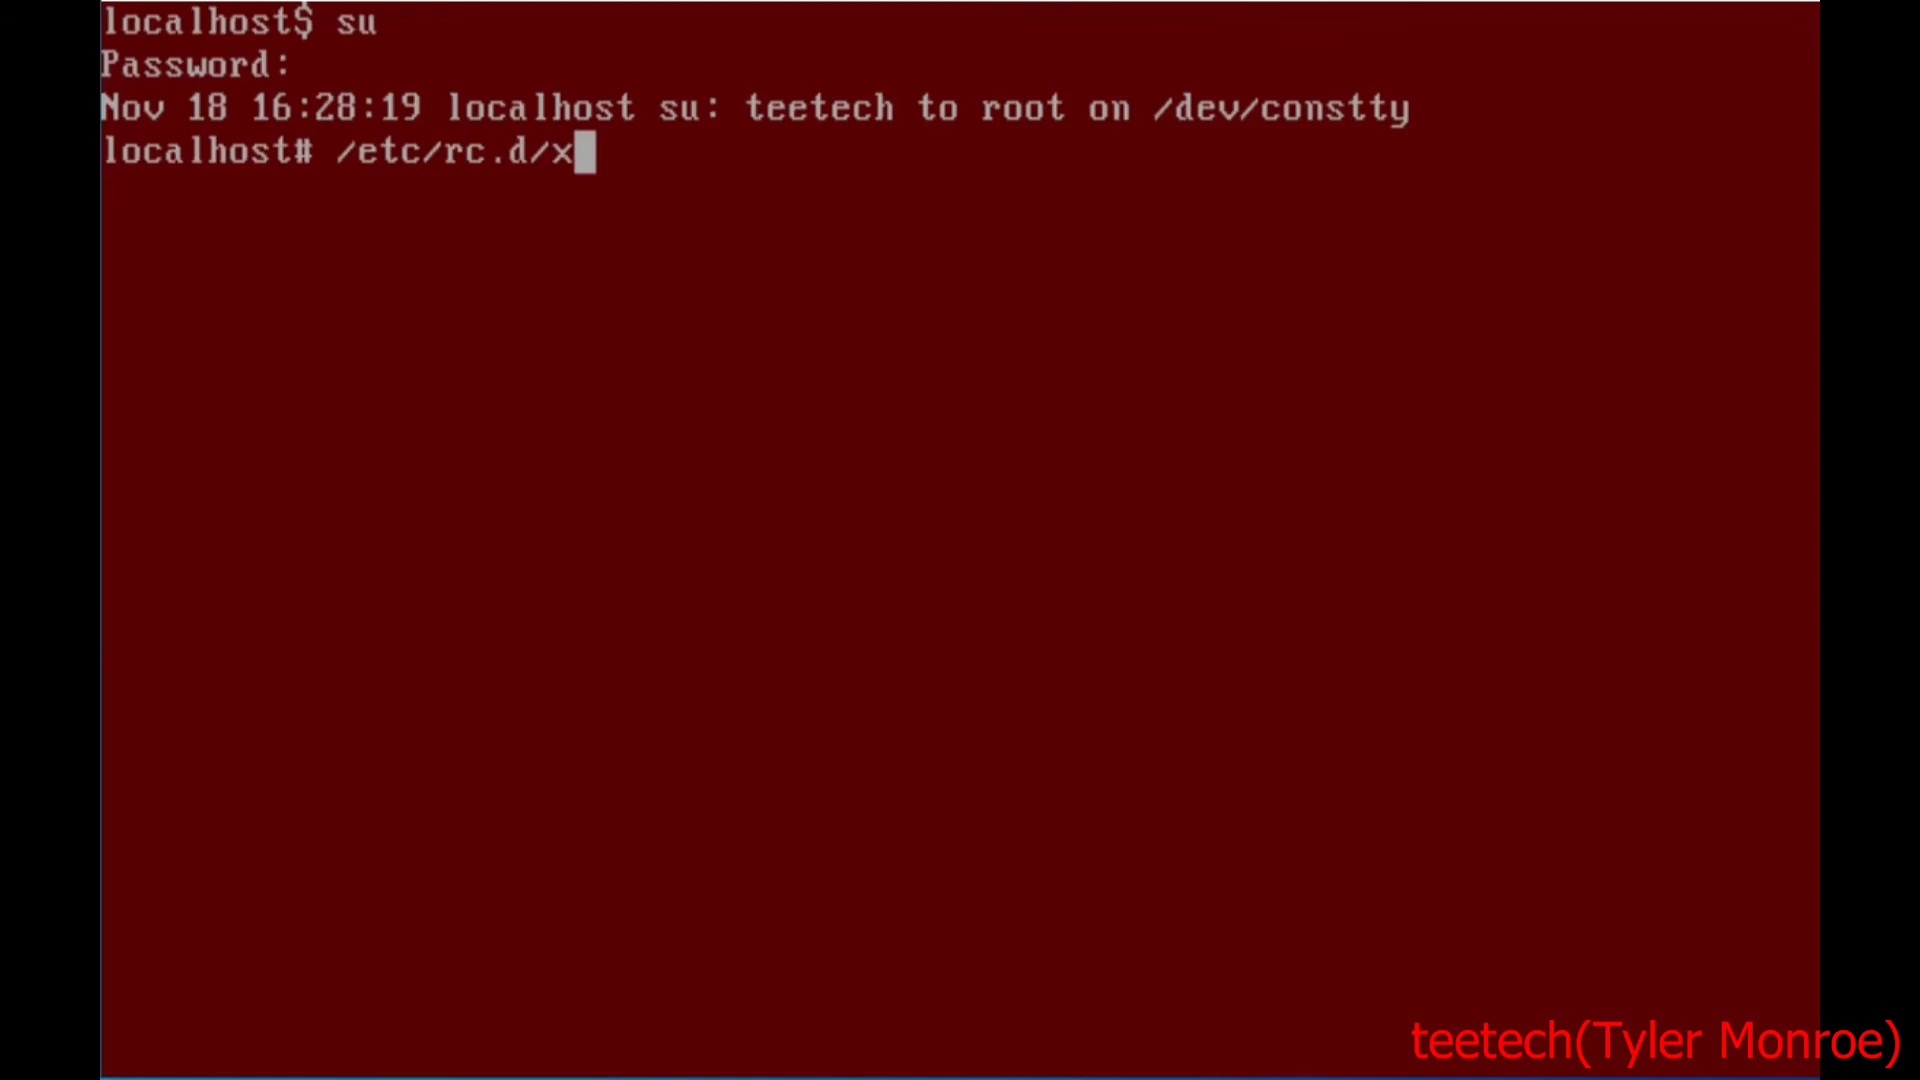 localhost$ su
Password:
Nov 18 16:28:19 localhost su: teetech to root on /dev/constty
localhost# /etc/rc.d/x
teetech(Tyler Monroe)